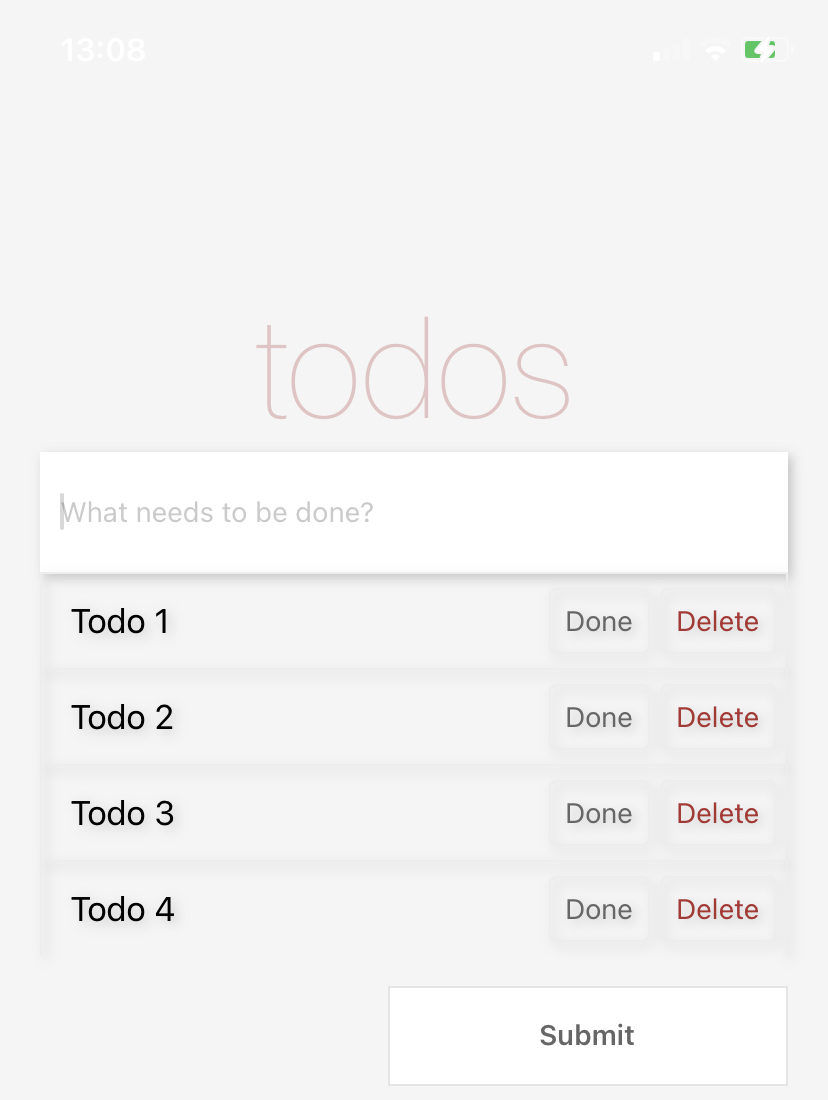 13:08
todos
What needs to be done?
Todo 1 Done Delete
Todo 2 Done Delete
Todo 3 Done Delete
Todo 4 Done Delete
Submit